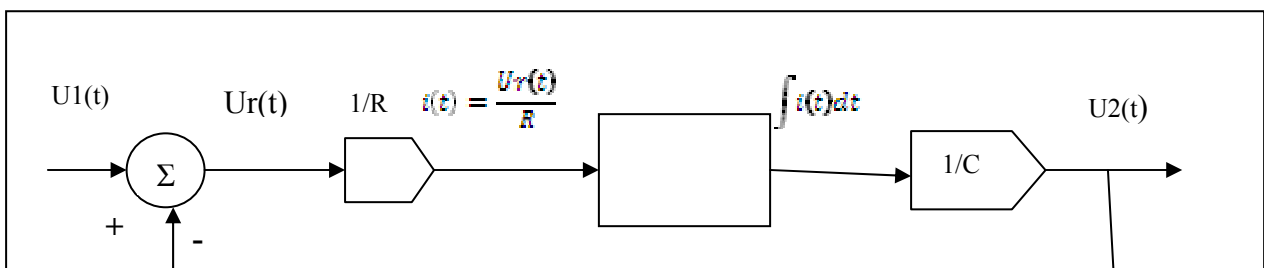 U1(t) Ur(t) 1/R i(t) = Ur(t)/R ∫i(t)dt U2(t)
Σ 1/C
+ -